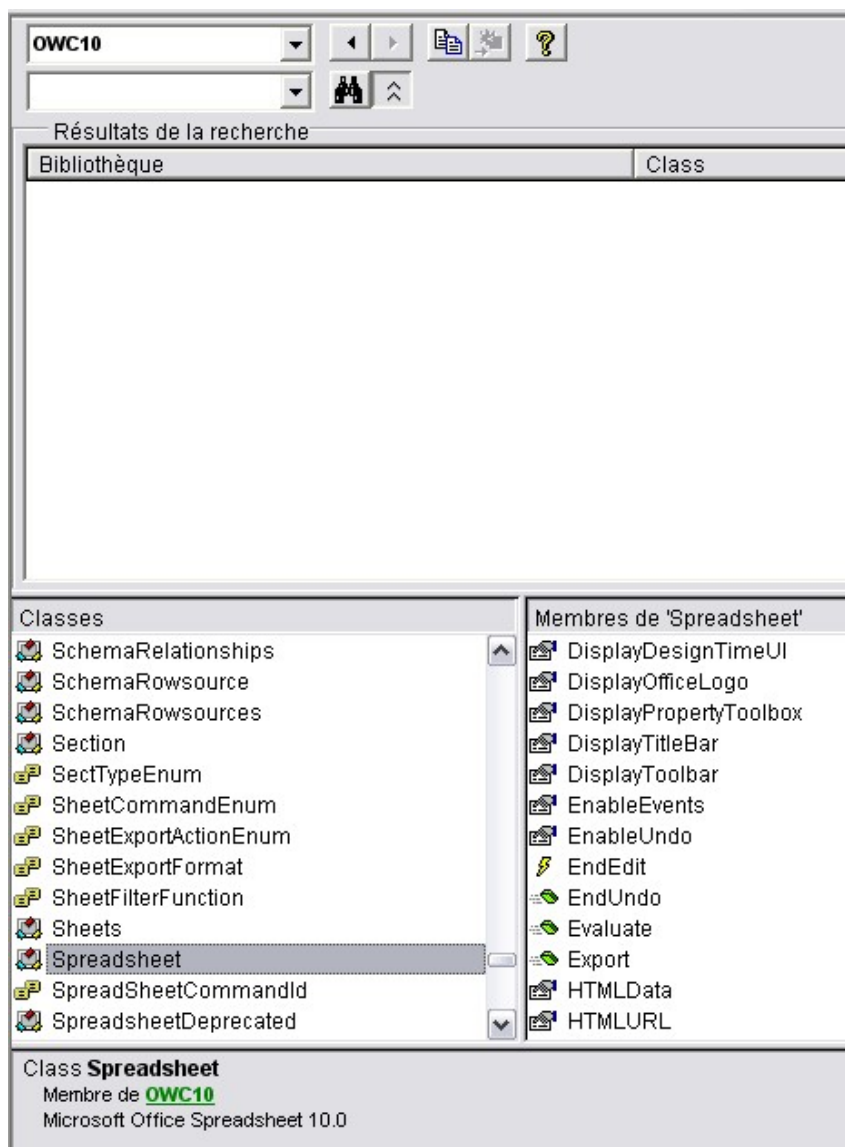 OWC10
Résultats de la recherche
Bibliothèque Class
Classes
SchemaRelationships
SchemaRowsource
SchemaRowsources
Section
SectTypeEnum
SheetCommandEnum
SheetExportActionEnum
SheetExportFormat
SheetFilterFunction
Sheets
Spreadsheet
SpreadSheetCommandId
SpreadsheetDeprecated
Membres de 'Spreadsheet'
DisplayDesignTimeUI
DisplayOfficeLogo
DisplayPropertyToolbox
DisplayTitleBar
DisplayToolbar
EnableEvents
EnableUndo
EndEdit
EndUndo
Evaluate
Export
HTMLData
HTMLURL
Class Spreadsheet
Membre de OWC10
Microsoft Office Spreadsheet 10.0